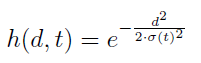 h(d, t) = e^{-\frac{d^2}{2 \cdot \sigma(t)^2}}